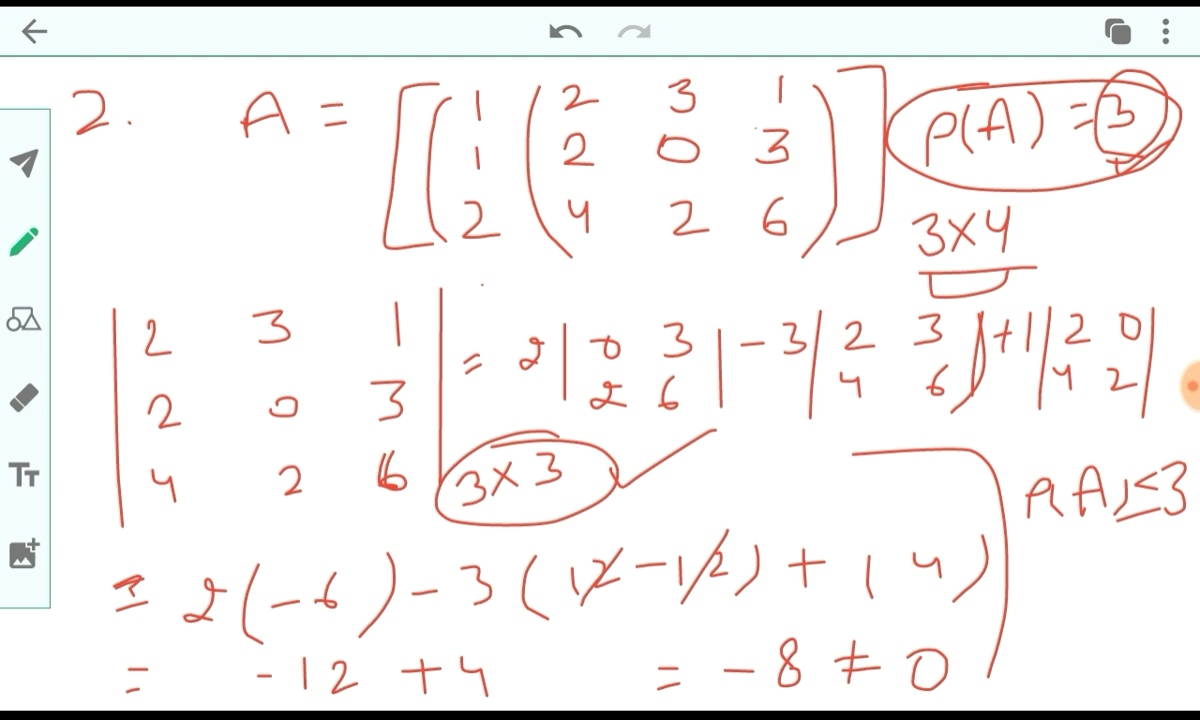 2. A = [ 1 2 3 1 ] ρ(A) = 3
1 2 0 3
2 4 2 6 3×4
| 2 3 1 | = 2 | 0 3 | - 3 | 2 3 | + 1 | 2 0 |
| 2 0 3 | | 2 6 | | 4 6 | | 4 2 |
| 4 2 6 | 3×3 ρ(A) ≤ 3
= 2(-6) - 3(12-12) + (4)
= -12 + 4 = -8 ≠ 0
TT